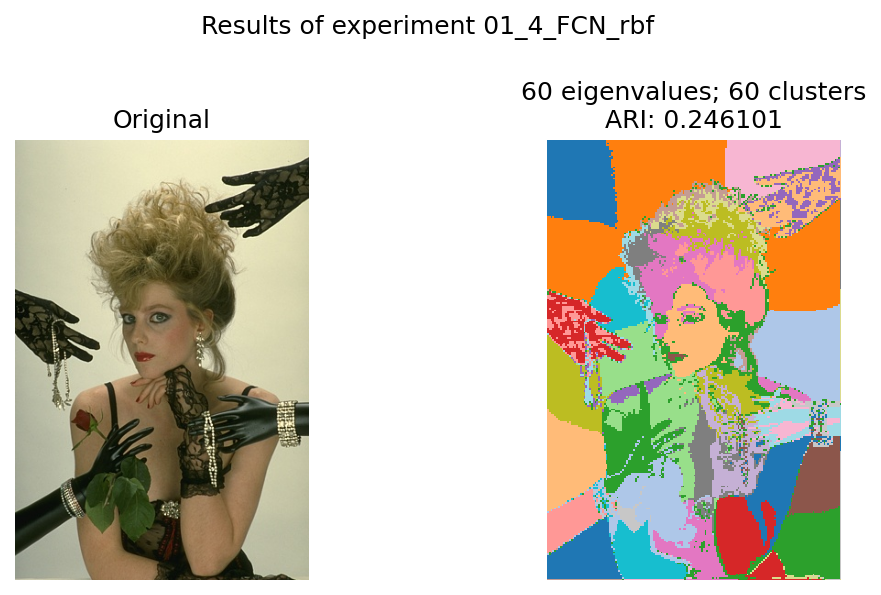 Results of experiment 01_4_FCN_rbf
Original
60 eigenvalues; 60 clusters
ARI: 0.246101